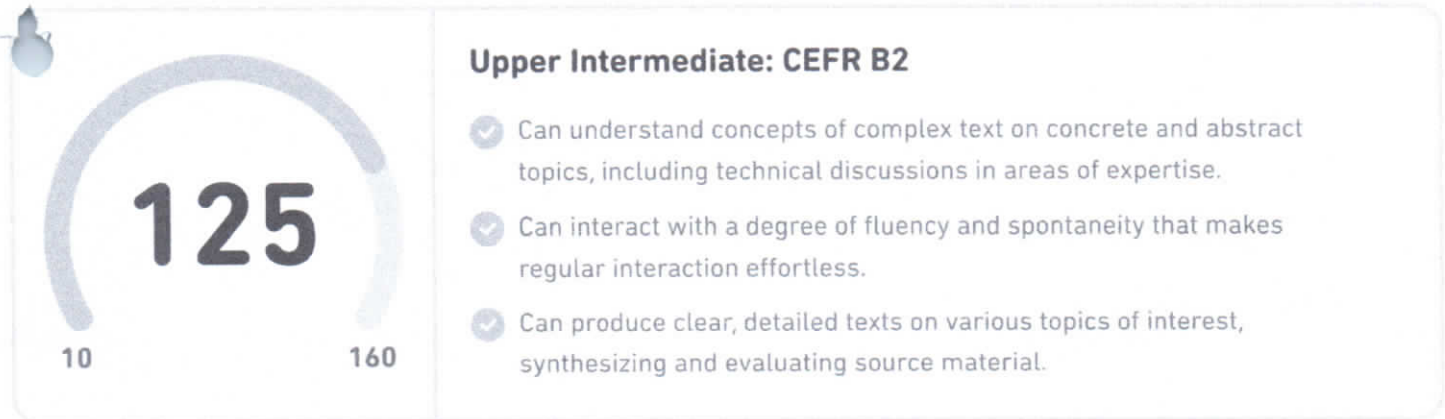 125
10
160
Upper Intermediate: CEFR B2
Can understand concepts of complex text on concrete and abstract
topics, including technical discussions in areas of expertise.
Can interact with a degree of fluency and spontaneity that makes
regular interaction effortless.
Can produce clear, detailed texts on various topics of interest,
synthesizing and evaluating source material.